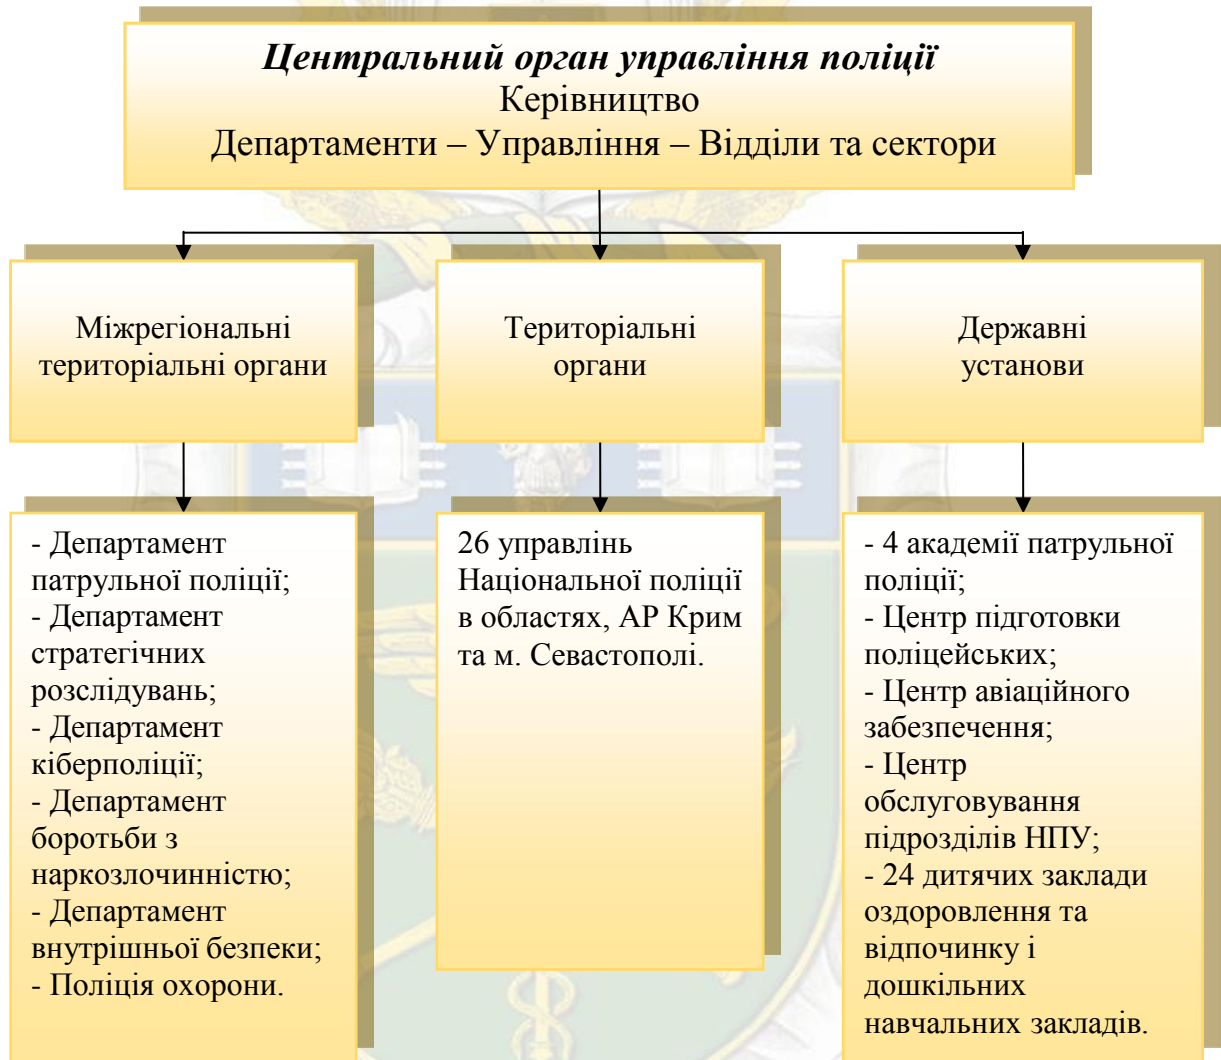 Центральний орган управління поліції
Керівництво
Департаменти – Управління – Відділи та сектори
Міжрегіональні
територіальні органи
Територіальні
органи
Державні
установи
- Департамент
патрульної поліції;
- Департамент
стратегічних
розслідувань;
- Департамент
кіберполіції;
- Департамент
боротьби з
наркозлочинністю;
- Департамент
внутрішньої безпеки;
- Поліція охорони.
26 управлінь
Національної поліції
в областях, АР Крим
та м. Севастополі.
- 4 академії патрульної
поліції;
- Центр підготовки
поліцейських;
- Центр авіаційного
забезпечення;
- Центр
обслуговування
підрозділів НПУ;
- 24 дитячих заклади
оздоровлення та
відпочинку і
дошкільних
навчальних закладів.